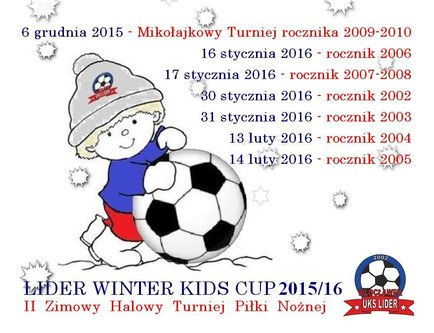 6 grudnia 2015 - Mikołajkowy Turniej rocznika 2009-2010
16 stycznia 2016 - rocznik 2006
17 stycznia 2016 - rocznik 2007-2008
30 stycznia 2016 - rocznik 2002
31 stycznia 2016 - rocznik 2003
13 luty 2016 - rocznik 2004
14 luty 2016 - rocznik 2005
LIDER WINTER KIDS CUP 2015/16
II Zimowy Halowy Turniej Piłki Nożnej
2002
UKS LIDER